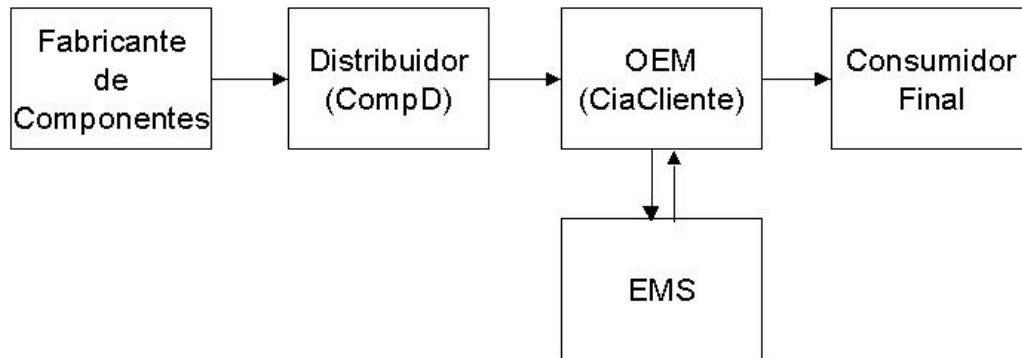 Fabricante
de
Componentes
Distribuidor
(CompD)
OEM
(CiaCliente)
Consumidor
Final
EMS